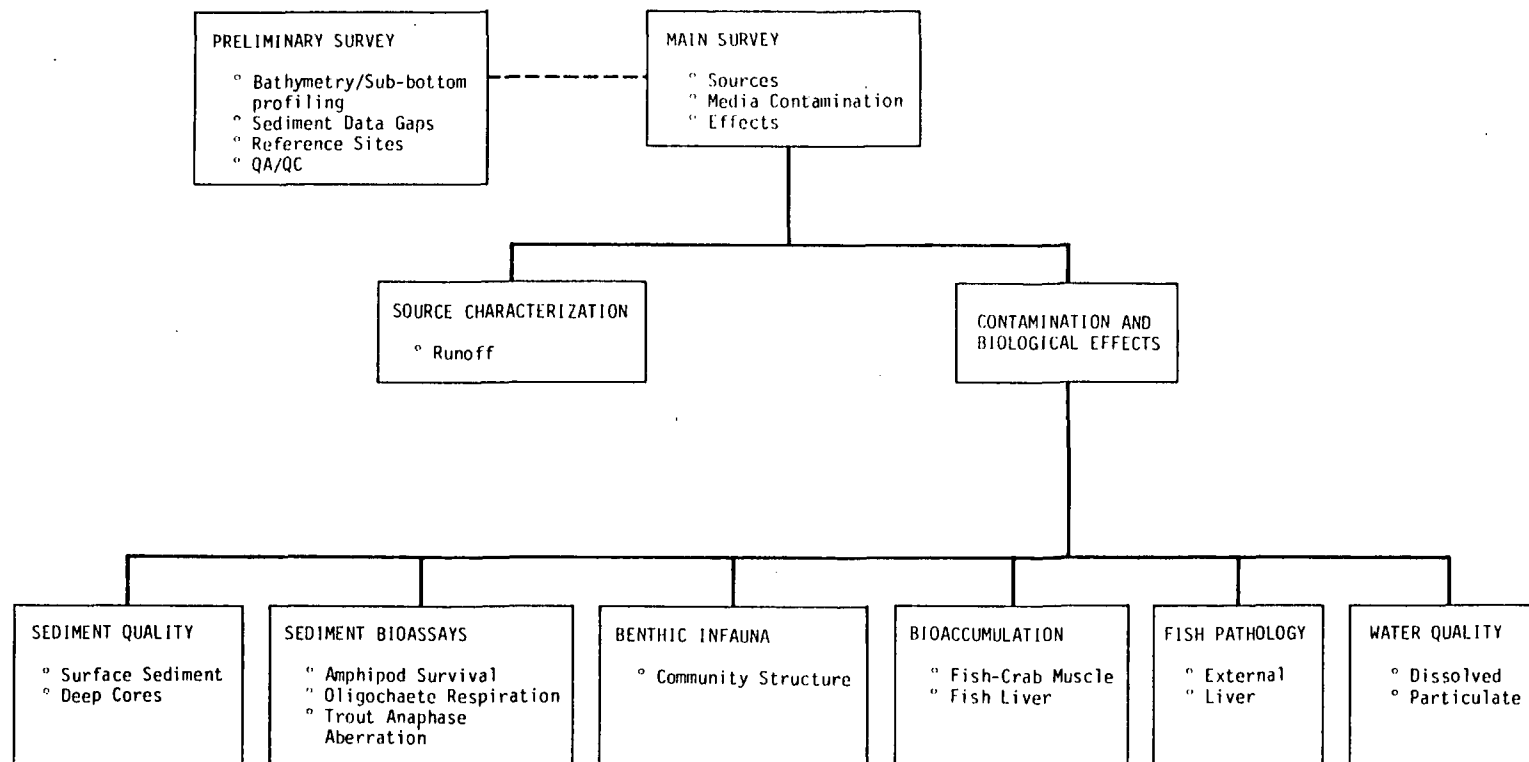 PRELIMINARY SURVEY
° Bathymetry/Sub-bottom
profiling
° Sediment Data Gaps
° Reference Sites
° QA/QC
MAIN SURVEY
° Sources
° Media Contamination
° Effects
SOURCE CHARACTERIZATION
° Runoff
CONTAMINATION AND
BIOLOGICAL EFFECTS
SEDIMENT QUALITY
° Surface Sediment
° Deep Cores
SEDIMENT BIOASSAYS
° Amphipod Survival
° Oligochaete Respiration
° Trout Anaphase
Aberration
BENTHIC INFAUNA
° Community Structure
BIOACCUMULATION
° Fish-Crab Muscle
° Fish Liver
FISH PATHOLOGY
° External
° Liver
WATER QUALITY
° Dissolved
° Particulate